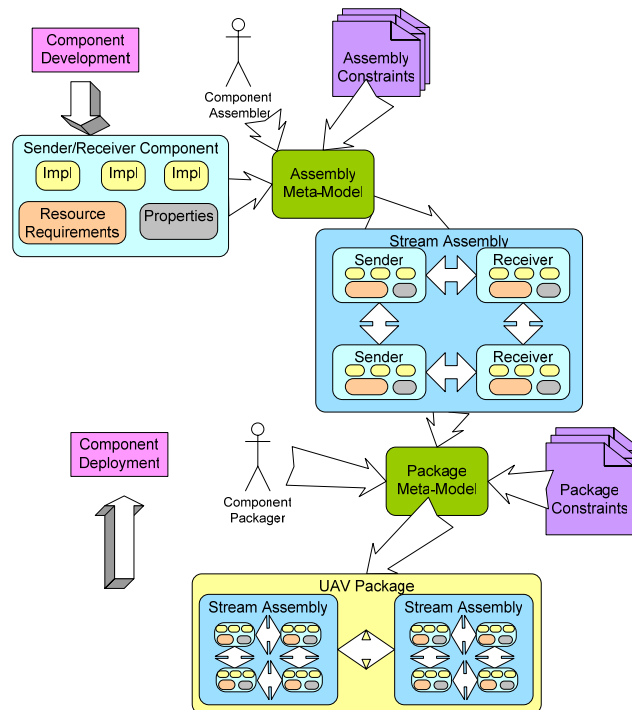 Component
Development
Component
Assembler
Assembly
Constraints
Sender/Receiver Component
Impl
Impl
Impl
Resource
Requirements
Properties
Assembly
Meta-Model
Stream Assembly
Sender
Receiver
Sender
Receiver
Component
Deployment
Component
Packager
Package
Meta-Model
Package
Constraints
UAV Package
Stream Assembly
Stream Assembly